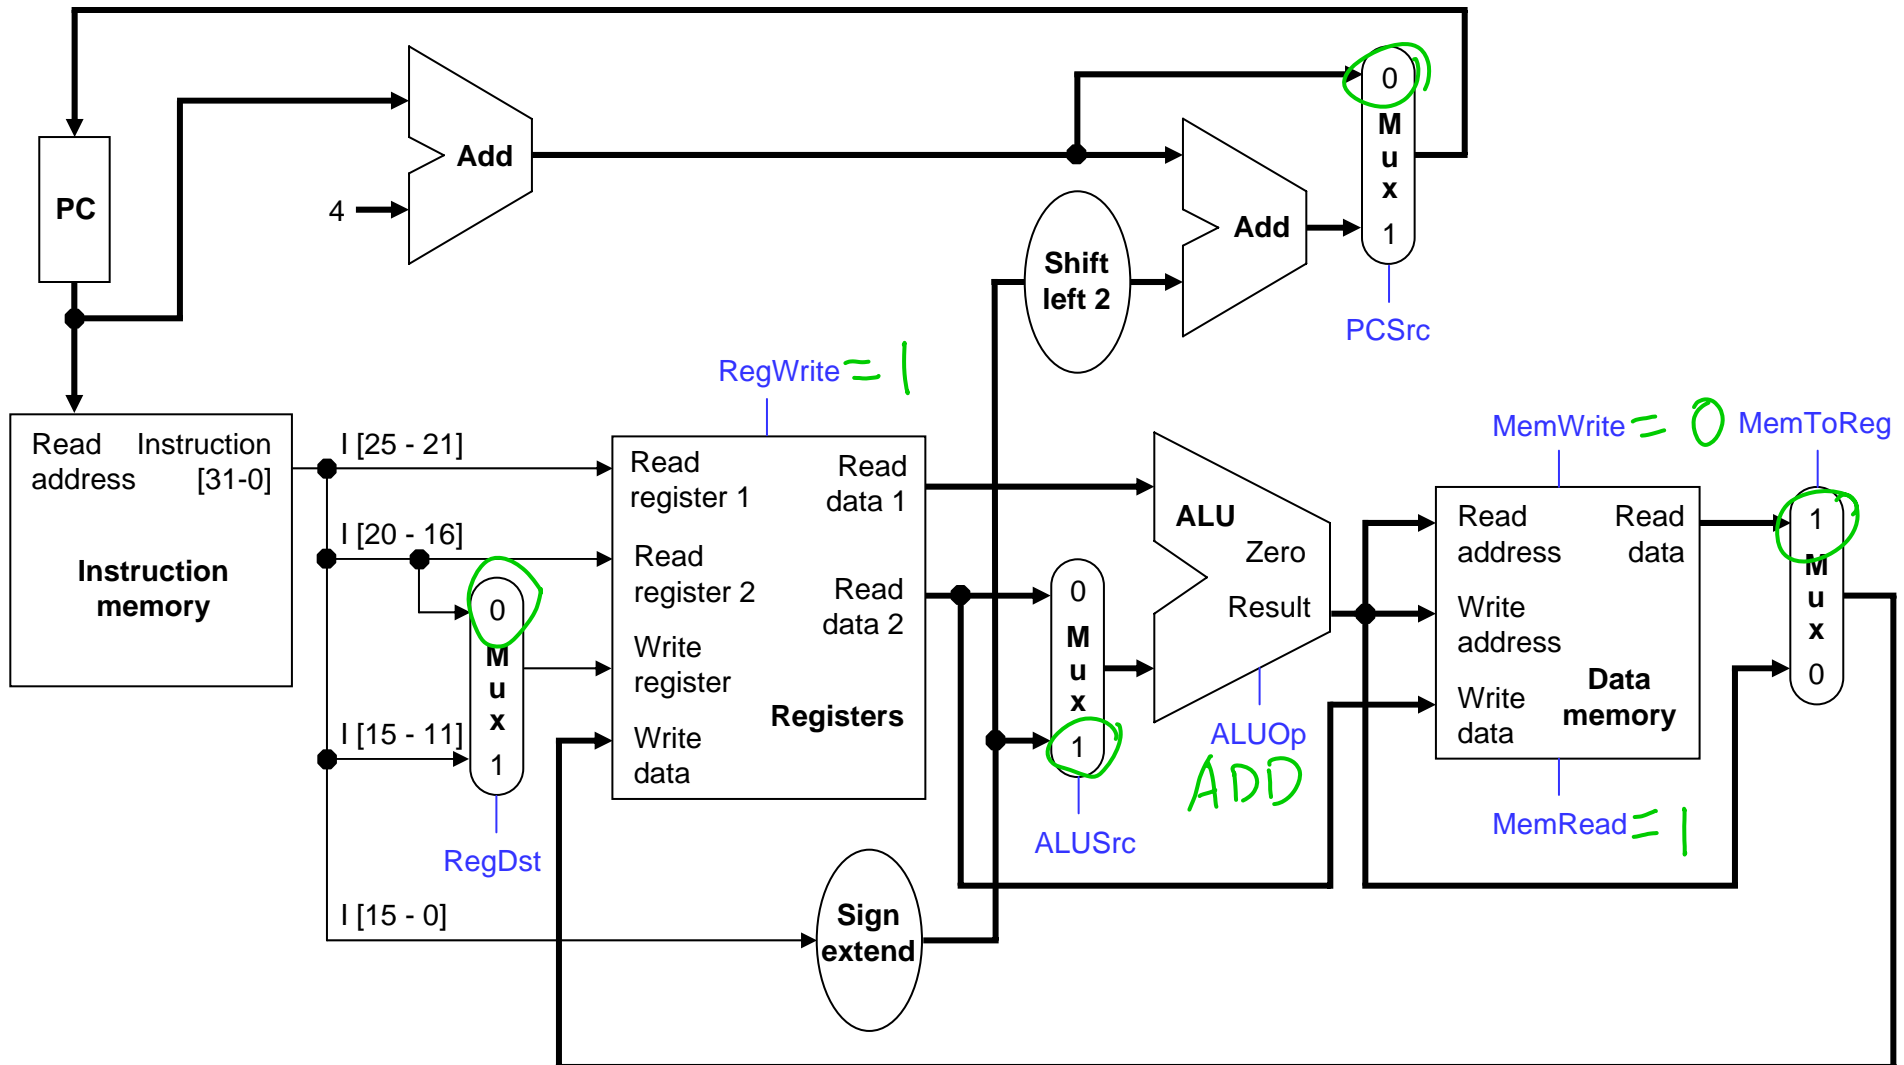 0
M
u
x
1
PCSrc
Add
4
PC
Add
Shift
left 2
RegWrite = 1
MemWrite = 0
MemToReg
Read address
Instruction [31-0]
Instruction
memory
I [25 - 21]
I [20 - 16]
I [15 - 11]
I [15 - 0]
0
M
u
x
1
RegDst
Read
register 1
Read
register 2
Write
register
Write
data
Read
data 1
Read
data 2
Registers
Sign
extend
0
M
u
x
1
ALUSrc
ALU
Zero
Result
ALUOp
ADD
Read
address
Write
address
Write
data
Read
data
Data
memory
MemRead = 1
1
M
u
x
0